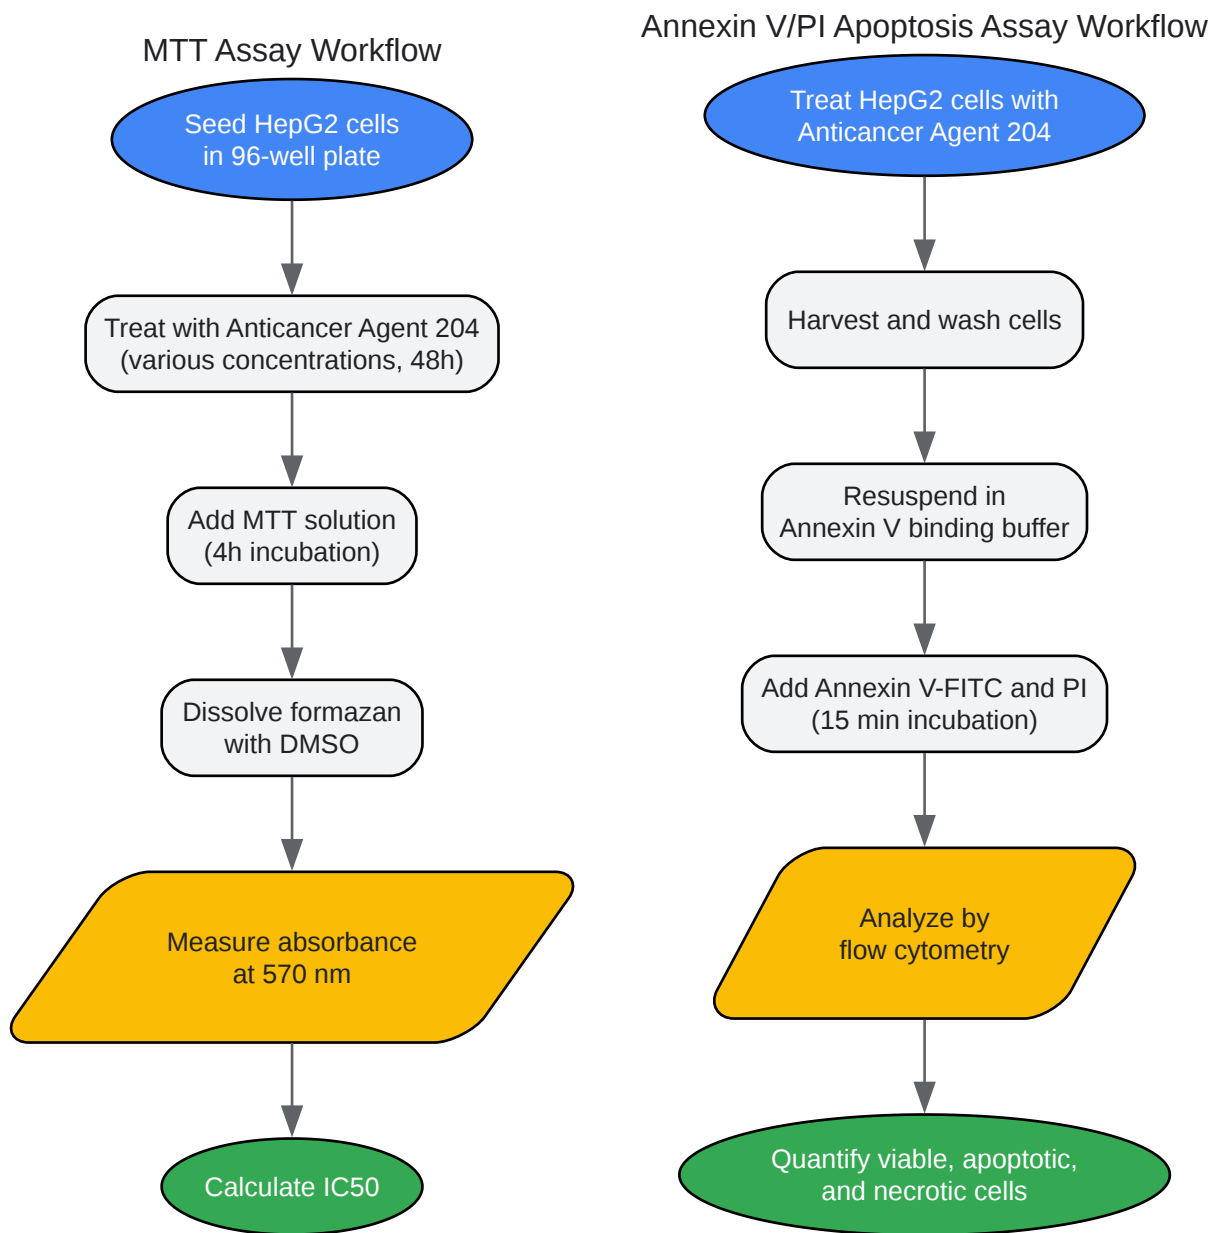 MTT Assay Workflow
Seed HepG2 cells
in 96-well plate
Treat with Anticancer Agent 204
(various concentrations, 48h)
Add MTT solution
(4h incubation)
Dissolve formazan
with DMSO
Measure absorbance
at 570 nm
Calculate IC50
Annexin V/PI Apoptosis Assay Workflow
Treat HepG2 cells with
Anticancer Agent 204
Harvest and wash cells
Resuspend in
Annexin V binding buffer
Add Annexin V-FITC and PI
(15 min incubation)
Analyze by
flow cytometry
Quantify viable, apoptotic,
and necrotic cells